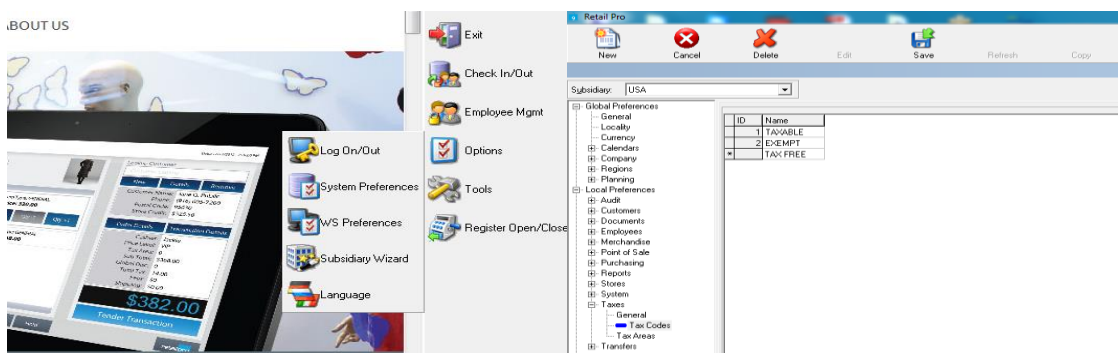 ABOUT US
$382.00
Tender Transaction
Log On/Out
System Preferences
WS Preferences
Subsidiary Wizard
Language
Exit
Check In/Out
Employee Mgmt
Options
Tools
Register Open/Close
Retail Pro
New
Cancel
Delete
Edit
Save
Refresh
Copy
Subsidiary: USA
Global Preferences
General
Locality
Currency
Calendars
Company
Regions
Planning
Local Preferences
Audit
Customers
Documents
Employees
Merchandise
Point of Sale
Purchasing
Reports
Stores
System
Taxes
General
Tax Codes
Tax Areas
Transfers
ID Name
1 TAXABLE
2 EXEMPT
* TAX FREE